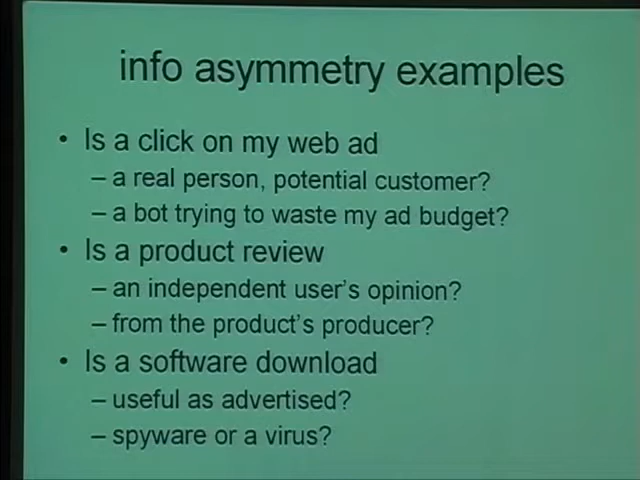 info asymmetry examples
• Is a click on my web ad
– a real person, potential customer?
– a bot trying to waste my ad budget?
• Is a product review
– an independent user's opinion?
– from the product's producer?
• Is a software download
– useful as advertised?
– spyware or a virus?